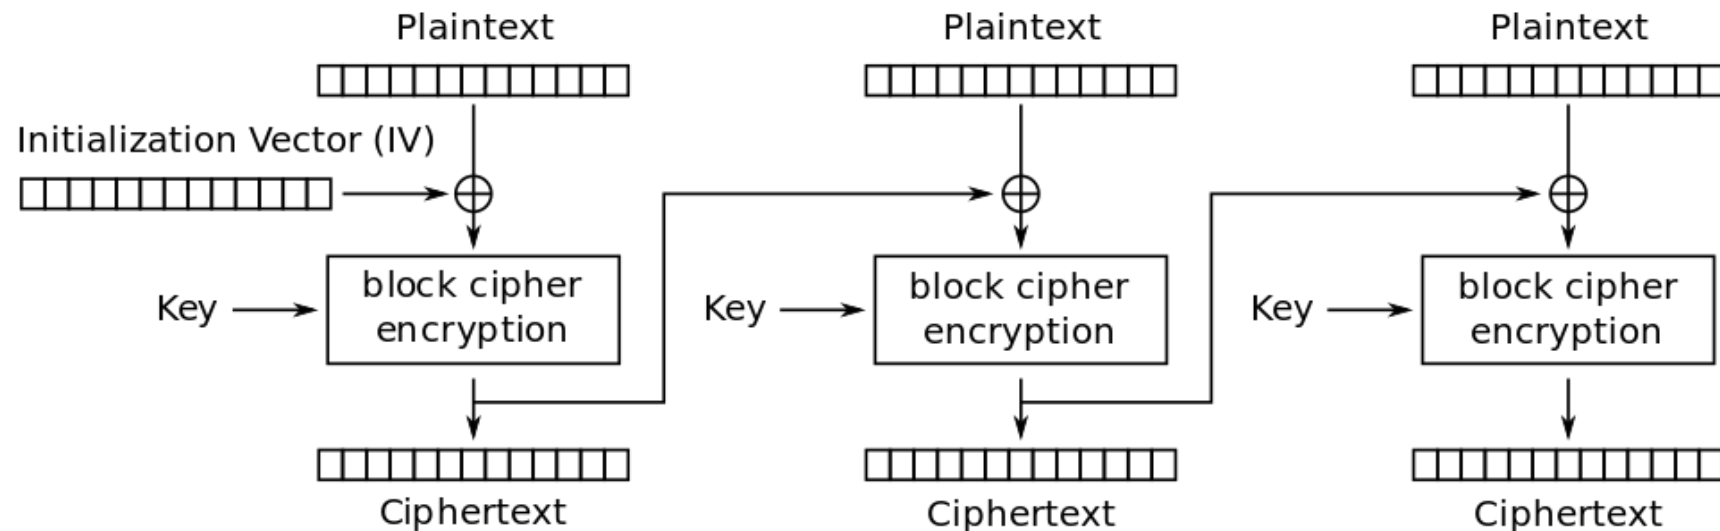 Plaintext
Plaintext
Plaintext
Initialization Vector (IV)
Key
block cipher
encryption
Key
block cipher
encryption
Key
block cipher
encryption
Ciphertext
Ciphertext
Ciphertext